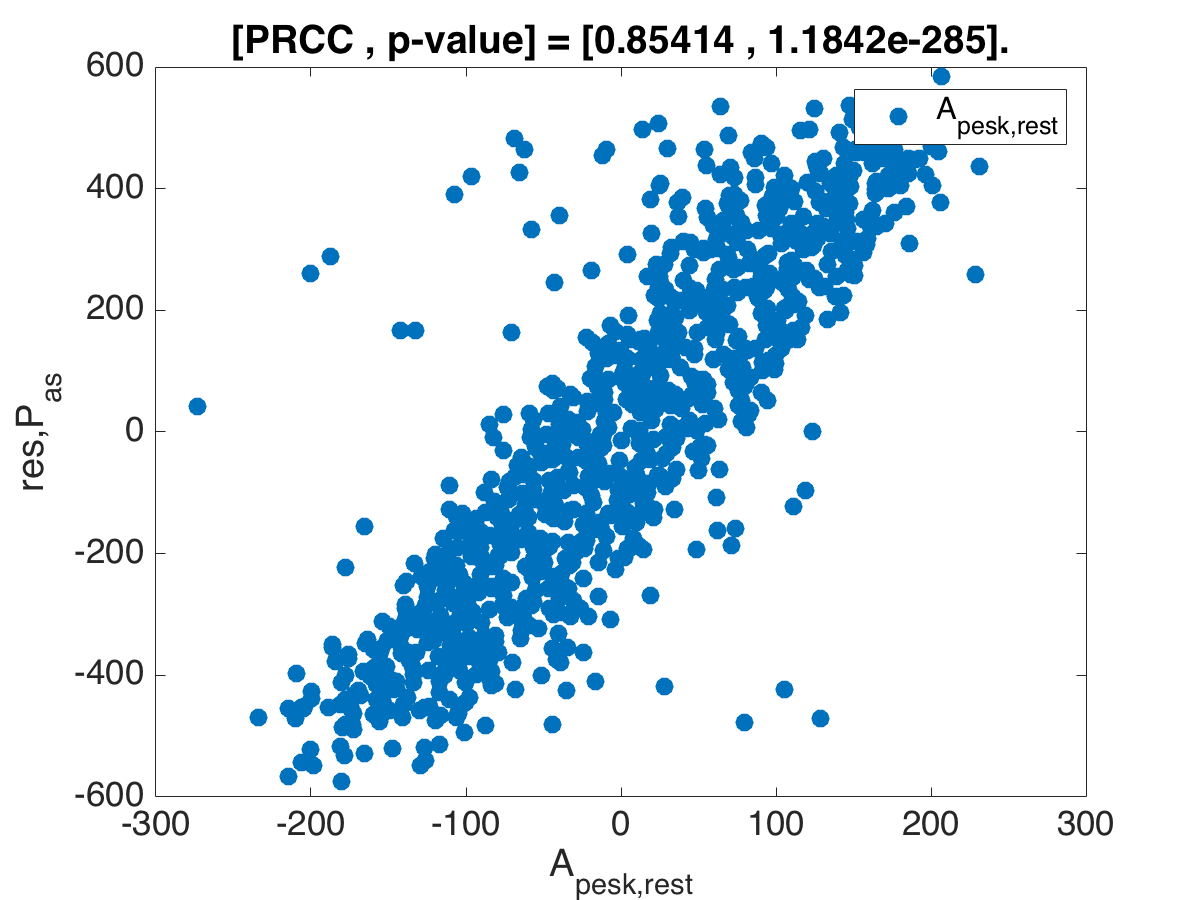 [PRCC , p-value] = [0.85414 , 1.1842e-285].
600
400
200
0
-200
-400
-600
res,P_as
A_pesk,rest
-300 -200 -100 0 100 200 300
A_pesk,rest